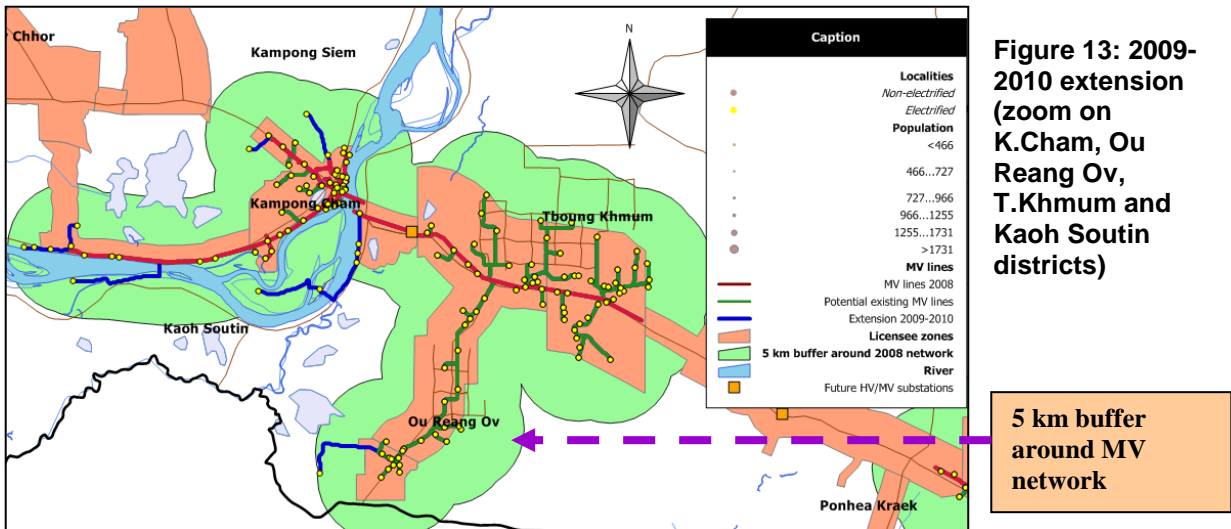 Chhor
Kampong Siem
Kampong Cham
Tboung Khmum
Kaoh Soutin
Ou Reang Ov
Ponhea Kraek
N
Caption
Localities
Non-electrified
Electrified
Population
<466
466...727
727...966
966...1255
1255...1731
>1731
MV lines
MV lines 2008
Potential existing MV lines
Extension 2009-2010
Licensee zones
5 km buffer around 2008 network
River
Future HV/MV substations
Figure 13: 2009-
2010 extension
(zoom on
K.Cham, Ou
Reang Ov,
T.Khmum and
Kaoh Soutin
districts)
5 km buffer
around MV
network